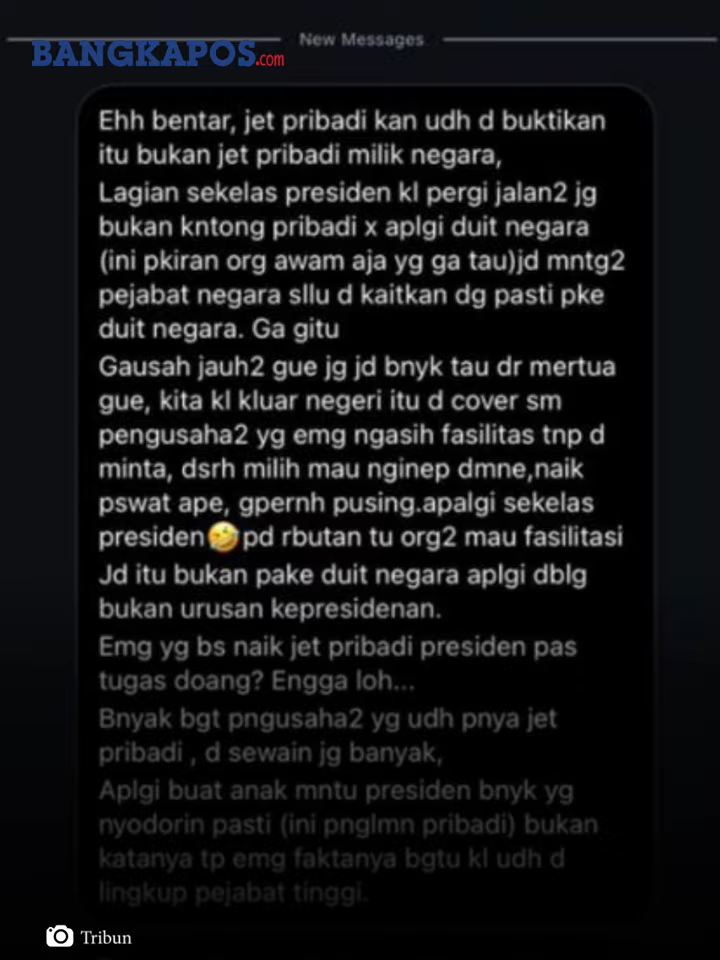 New Messages
BANGKAPOS.com
Ehh bentar, jet pribadi kan udh d buktikan
itu bukan jet pribadi milik negara,
Lagian sekelas presiden kl pergi jalan2 jg
bukan kntong pribadi x aplgi duit negara
(ini pkiran org awam aja yg ga tau)jd mntg2
pejabat negara sllu d kaitkan dg pasti pke
duit negara. Ga gitu
Gausah jauh2 gue jg jd bnyk tau dr mertua
gue, kita kl kluar negeri itu d cover sm
pengusaha2 yg emg ngasih fasilitas tnp d
minta, dsrh milih mau nginep dmne,naik
pswat ape, gpernh pusing.apalgi sekelas
presiden🤣pd rbutan tu org2 mau fasilitasi
Jd itu bukan pake duit negara aplgi dblg
bukan urusan kepresidenan.
Emg yg bs naik jet pribadi presiden pas
tugas doang? Engga loh...
Bnyak bgt pngusaha2 yg udh pnya jet
pribadi , d sewain jg banyak,
Aplgi buat anak mntu presiden bnyk yg
nyodorin pasti (ini pnglmn pribadi) bukan
katanya tp emg faktanya bgtu kl udh d
lingkup pejabat tinggi.
Tribun